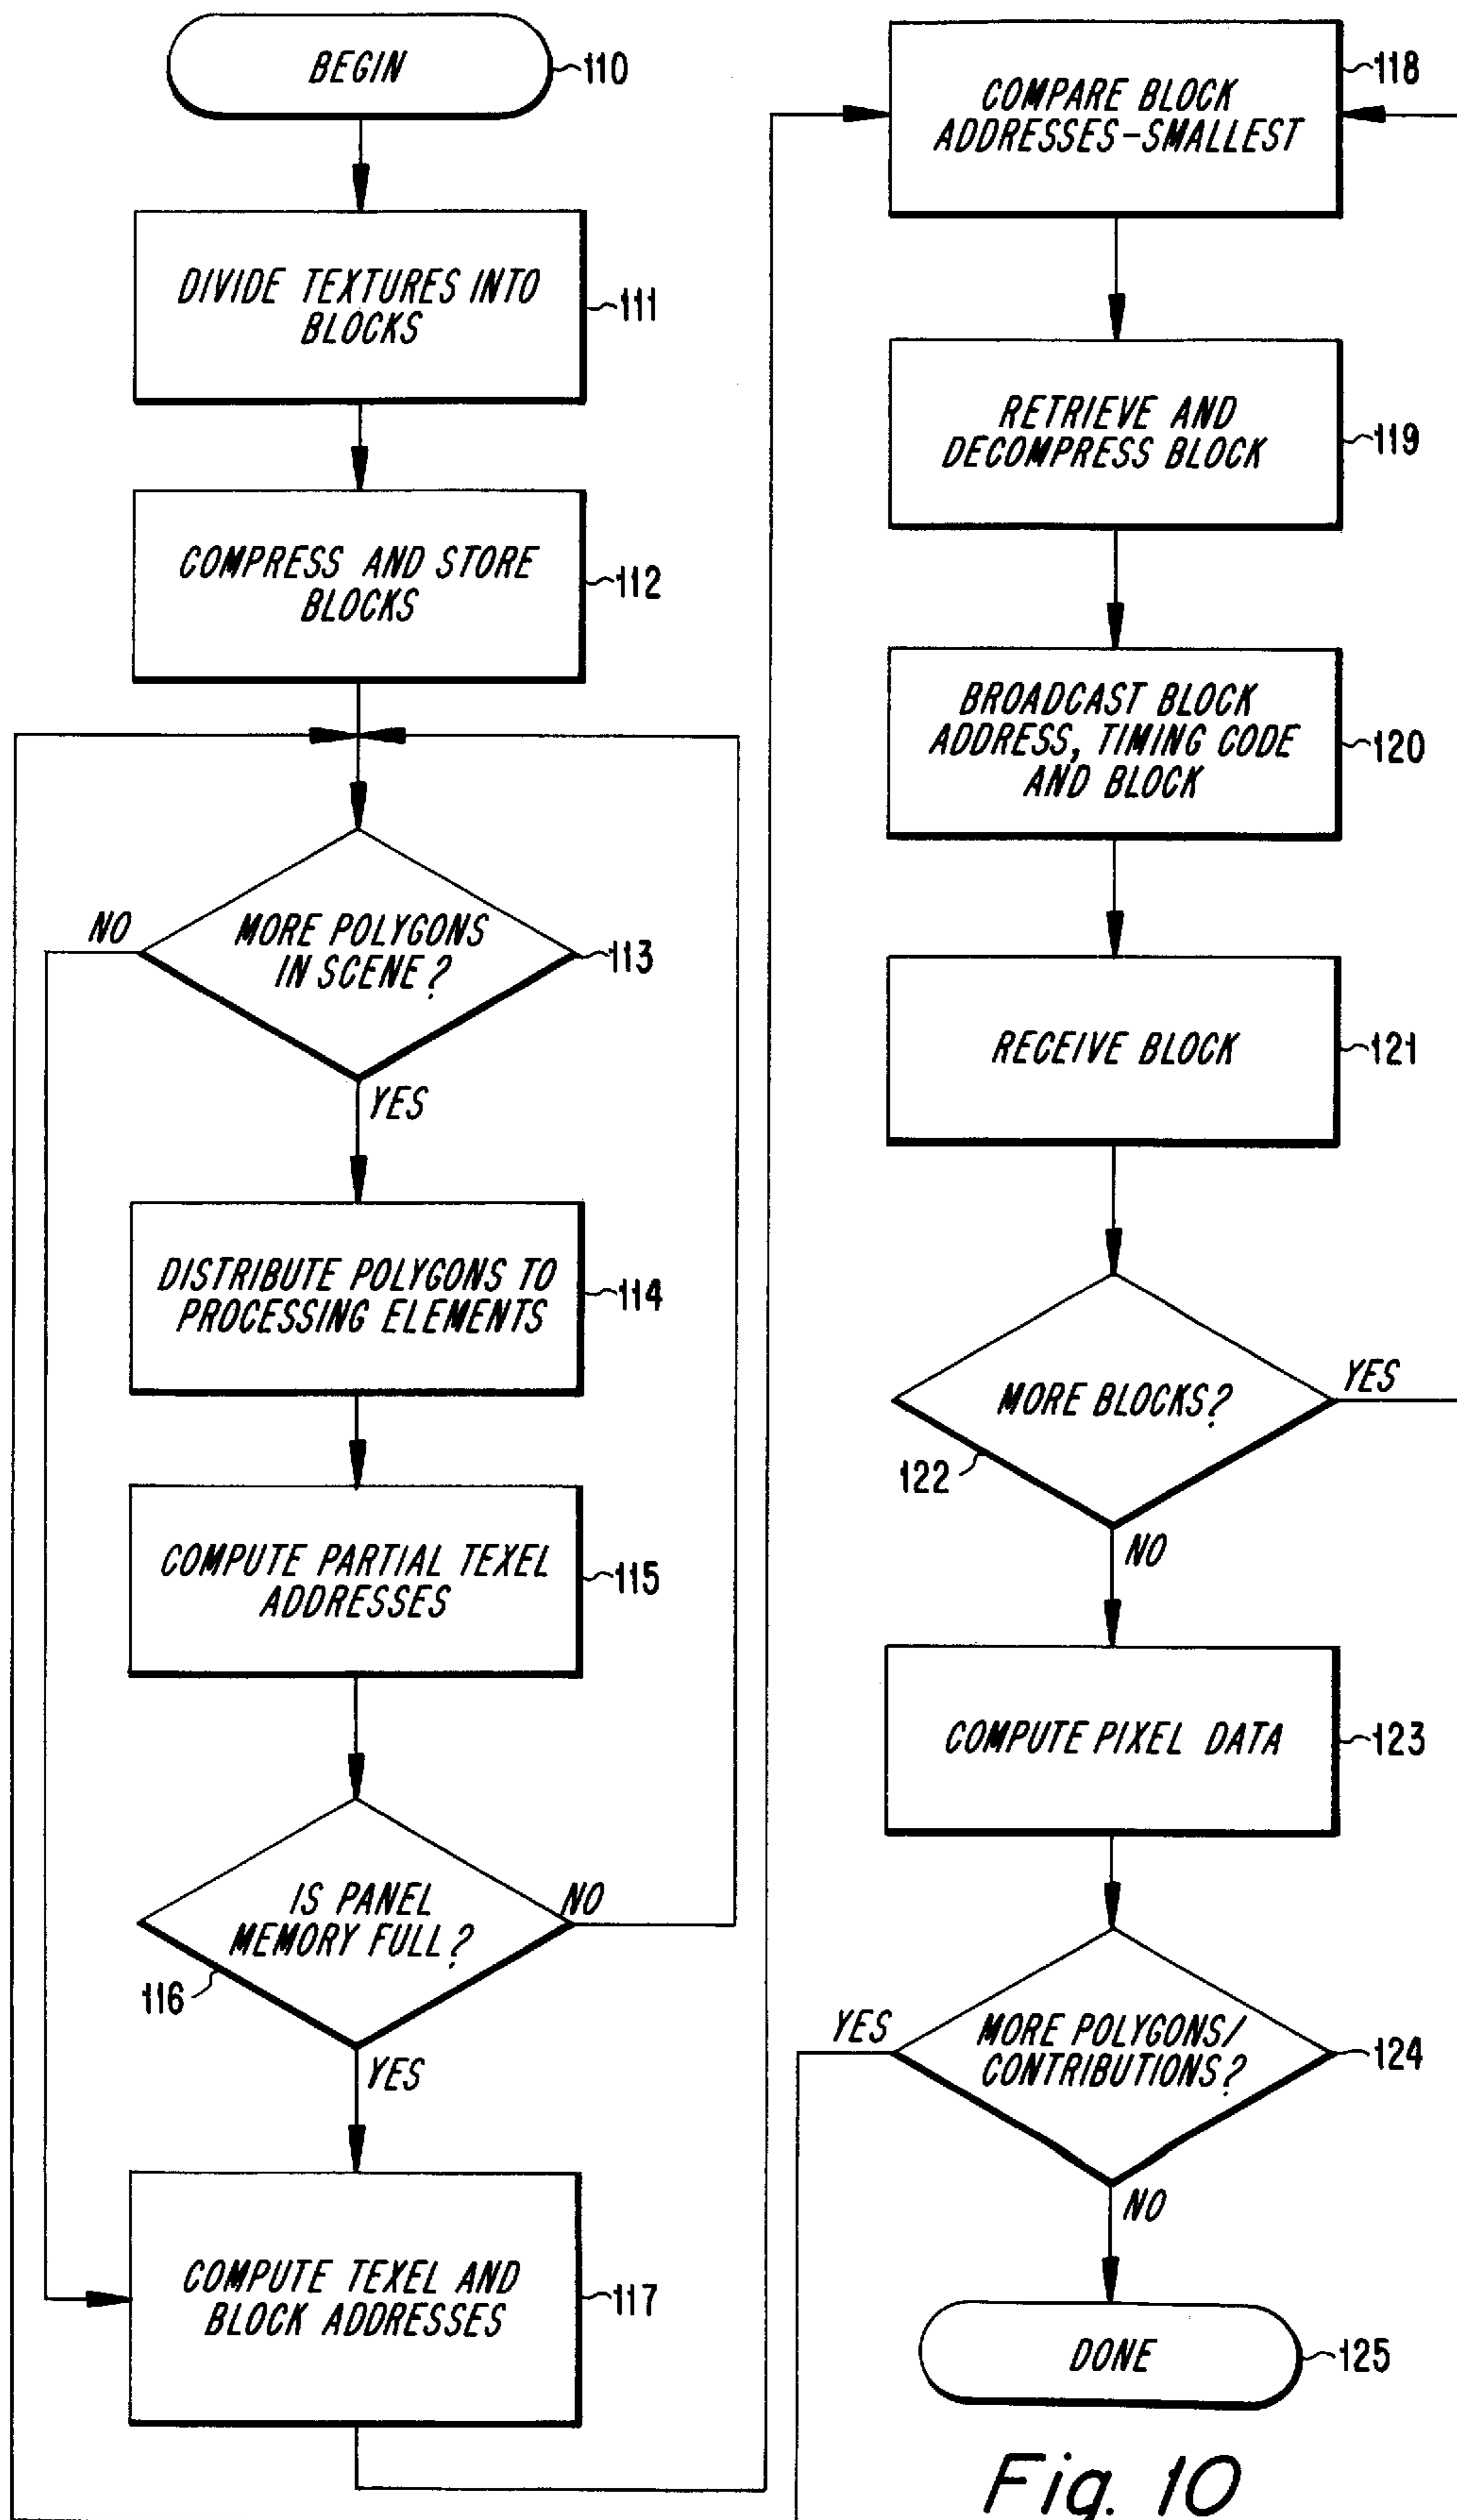 BEGIN
110
DIVIDE TEXTURES INTO
BLOCKS
111
COMPRESS AND STORE
BLOCKS
112
NO
MORE POLYGONS
IN SCENE?
113
YES
DISTRIBUTE POLYGONS TO
PROCESSING ELEMENTS
114
COMPUTE PARTIAL TEXEL
ADDRESSES
115
IS PANEL
MEMORY FULL?
NO
116
YES
COMPUTE TEXEL AND
BLOCK ADDRESSES
117
COMPARE BLOCK
ADDRESSES-SMALLEST
118
RETRIEVE AND
DECOMPRESS BLOCK
119
BROADCAST BLOCK
ADDRESS, TIMING CODE
AND BLOCK
120
RECEIVE BLOCK
121
MORE BLOCKS?
YES
122
NO
COMPUTE PIXEL DATA
123
YES
MORE POLYGONS/
CONTRIBUTIONS?
124
NO
DONE
125
Fig. 10